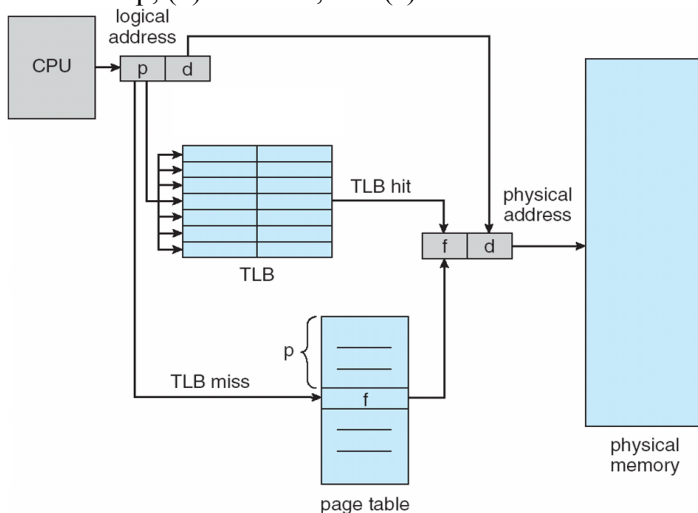 p, (
logical
address
CPU
p d
TLB hit
physical
address
f d
TLB
p
TLB miss
f
physical
memory
page table